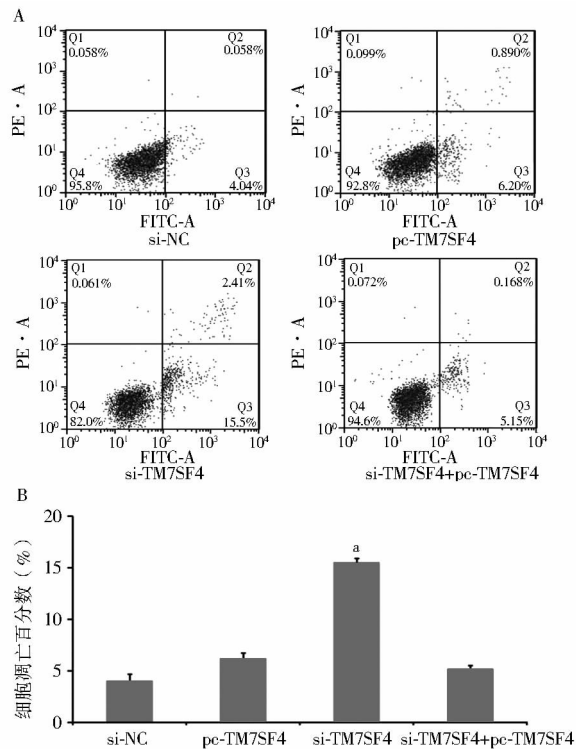 A
Q1 Q2
0.058% 0.058%
Q4 Q3
95.8% 4.04%
PE·A
10⁴
10³
10²
10¹
10⁰
10⁰ 10¹ 10² 10³ 10⁴
FITC-A
si-NC
Q1 Q2
0.099% 0.890%
Q4 Q3
92.8% 6.20%
PE·A
10⁴
10³
10²
10¹
10⁰
10⁰ 10¹ 10² 10³ 10⁴
FITC-A
pc-TM7SF4
Q1 Q2
0.061% 2.41%
Q4 Q3
82.0% 15.5%
PE·A
10⁴
10³
10²
10¹
10⁰
10⁰ 10¹ 10² 10³ 10⁴
FITC-A
si-TM7SF4
Q1 Q2
0.072% 0.168%
Q4 Q3
94.6% 5.15%
PE·A
10⁴
10³
10²
10¹
10⁰
10⁰ 10¹ 10² 10³ 10⁴
FITC-A
si-TM7SF4+pc-TM7SF4
B
细胞凋亡百分数（%）
20
15
10
5
0
a
si-NC pc-TM7SF4 si-TM7SF4 si-TM7SF4+pc-TM7SF4